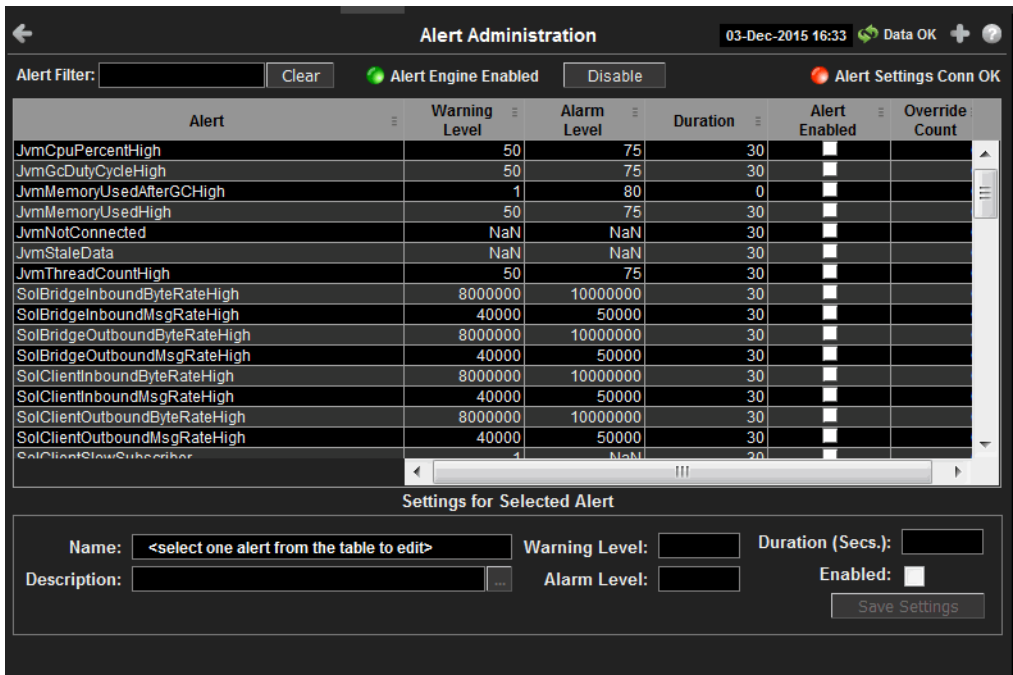 Alert Administration 03-Dec-2015 16:33 Data OK
Alert Filter: Clear Alert Engine Enabled Disable Alert Settings Conn OK
Alert Warning Level Alarm Level Duration Alert Enabled Override Count
JvmCpuPercentHigh 50 75 30
JvmGcDutyCycleHigh 50 75 30
JvmMemoryUsedAfterGCHigh 1 80 0
JvmMemoryUsedHigh 50 75 30
JvmNotConnected NaN NaN 30
JvmStaleData NaN NaN 30
JvmThreadCountHigh 50 75 30
SolBridgeInboundByteRateHigh 8000000 10000000 30
SolBridgeInboundMsgRateHigh 40000 50000 30
SolBridgeOutboundByteRateHigh 8000000 10000000 30
SolBridgeOutboundMsgRateHigh 40000 50000 30
SolClientInboundByteRateHigh 8000000 10000000 30
SolClientInboundMsgRateHigh 40000 50000 30
SolClientOutboundByteRateHigh 8000000 10000000 30
SolClientOutboundMsgRateHigh 40000 50000 30
SolClientSlowSubscriber 1 NaN 30
Settings for Selected Alert
Name: <select one alert from the table to edit> Warning Level: Duration (Secs.):
Description: ... Alarm Level: Enabled:
Save Settings